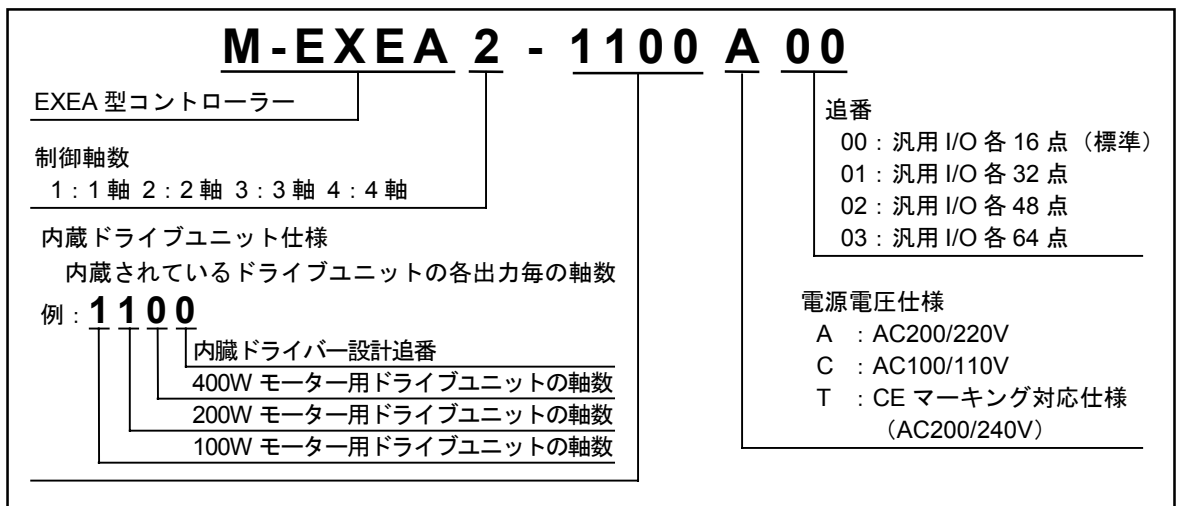 M-EXEA 2 - 1100 A 00
EXEA 型コントローラー
制御軸数
1：1 軸 2：2 軸 3：3 軸 4：4 軸
内蔵ドライブユニット仕様
内蔵されているドライブユニットの各出力毎の軸数
例：1 1 0 0
内臓ドライバー設計追番
400W モーター用ドライブユニットの軸数
200W モーター用ドライブユニットの軸数
100W モーター用ドライブユニットの軸数
追番
00：汎用 I/O 各 16 点（標準）
01：汎用 I/O 各 32 点
02：汎用 I/O 各 48 点
03：汎用 I/O 各 64 点
電源電圧仕様
A ：AC200/220V
C ：AC100/110V
T ：CE マーキング対応仕様
（AC200/240V）